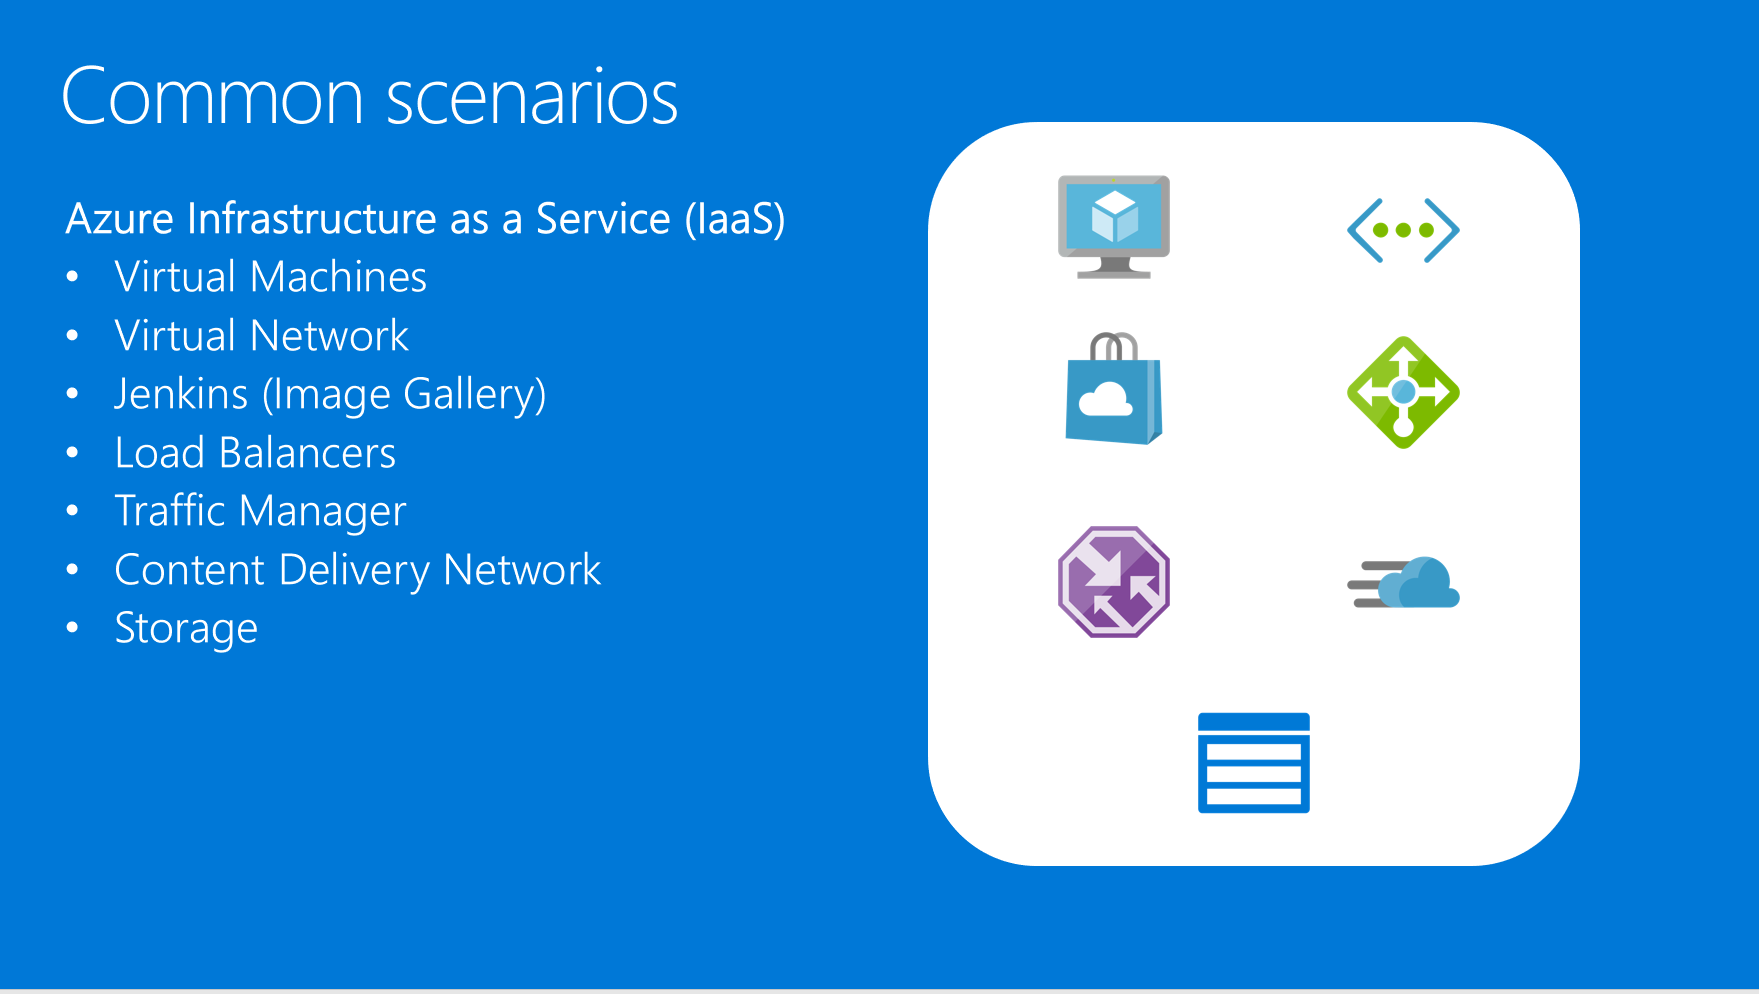 Common scenarios
Azure Infrastructure as a Service (IaaS)
• Virtual Machines
• Virtual Network
• Jenkins (Image Gallery)
• Load Balancers
• Traffic Manager
• Content Delivery Network
• Storage